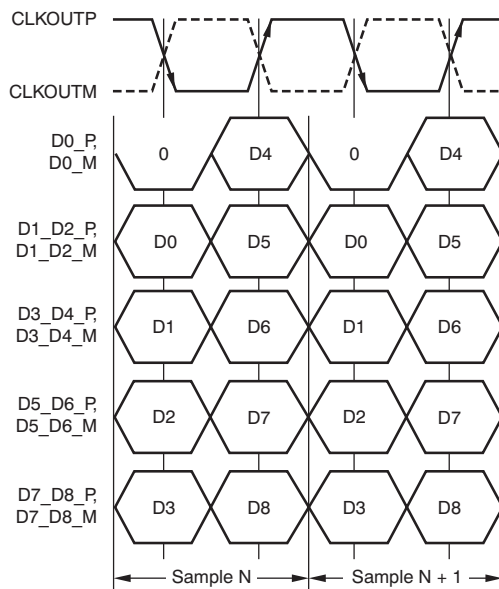 CLKOUTP
CLKOUTM
D0_P,
D0_M
0 D4 0 D4
D1_D2_P,
D1_D2_M
D0 D5 D0 D5
D3_D4_P,
D3_D4_M
D1 D6 D1 D6
D5_D6_P,
D5_D6_M
D2 D7 D2 D7
D7_D8_P,
D7_D8_M
D3 D8 D3 D8
Sample N Sample N + 1